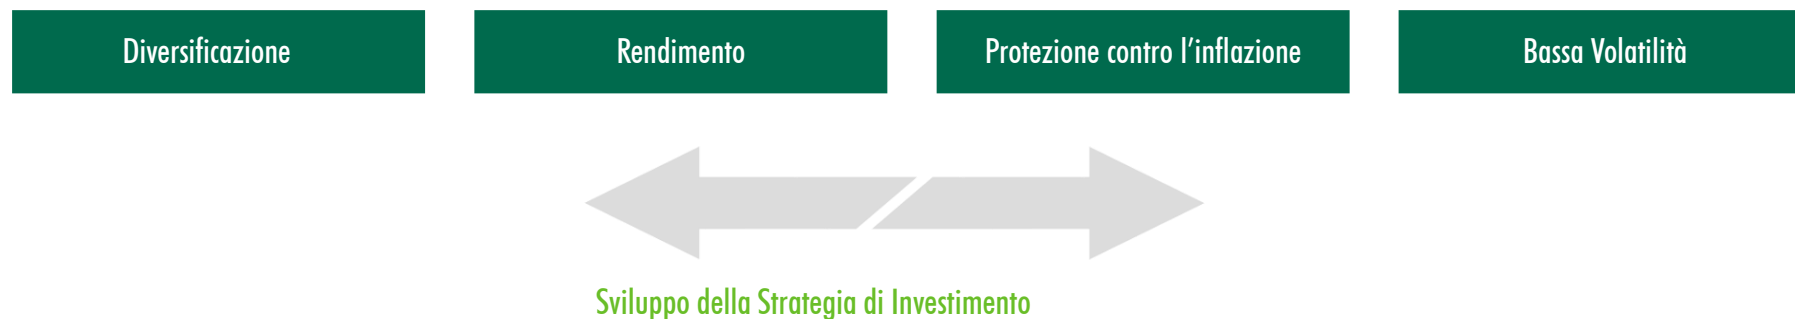 Diversificazione
Rendimento
Protezione contro l'inflazione
Bassa Volatilità
Sviluppo della Strategia di Investimento